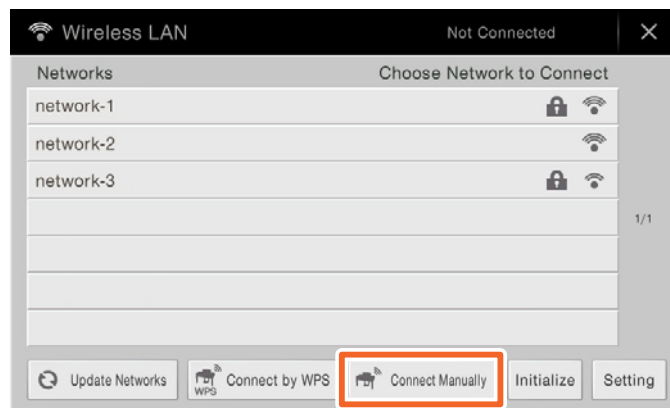 Wireless LAN Not Connected
Networks Choose Network to Connect
network-1
network-2
network-3
1/1
Update Networks WPS Connect by WPS Connect Manually Initialize Setting